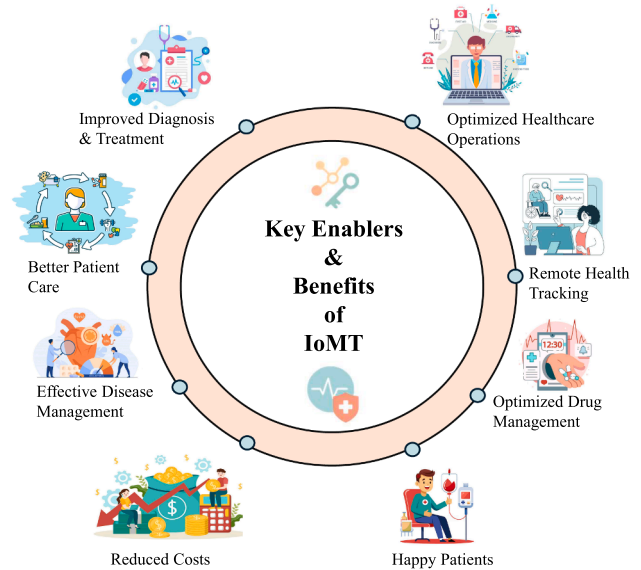 Improved Diagnosis
& Treatment
Optimized Healthcare
Operations
Key Enablers
&
Benefits
of
IoMT
Better Patient
Care
Remote Health
Tracking
12:30
Effective Disease
Management
Optimized Drug
Management
$
$
$
$
Reduced Costs
Happy Patients